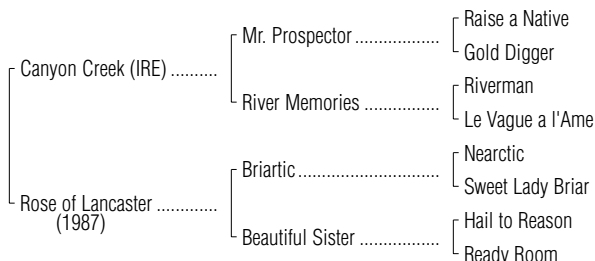 Raise a Native
Mr. Prospector ..................
Gold Digger
Canyon Creek (IRE) ..........
Riverman
River Memories ................
Le Vague a l'Ame
Nearctic
Briartic.............................
Sweet Lady Briar
Rose of Lancaster .............
(1987)
Hail to Reason
Beautiful Sister .................
Ready Room